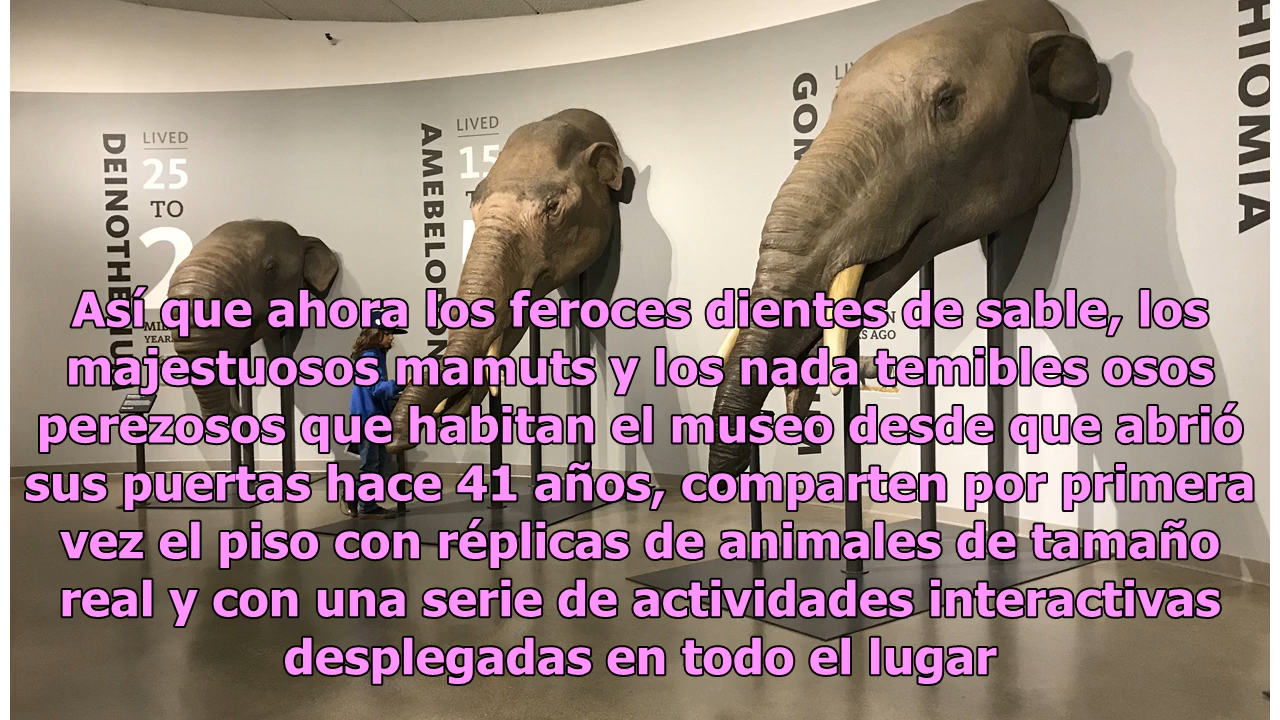 DEINOTHE
LIVED
25
TO
2
LIVED
15
HIOMIA
Así que ahora los feroces dientes de sable, los
majestuosos mamuts y los nada temibles osos
perezosos que habitan el museo desde que abrió
sus puertas hace 41 años, comparten por primera
vez el piso con réplicas de animales de tamaño
real y con una serie de actividades interactivas
desplegadas en todo el lugar